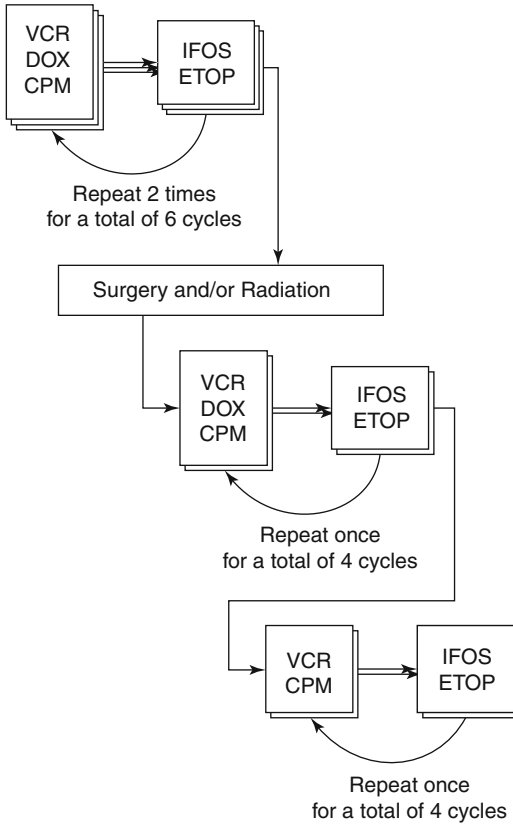 VCR
DOX
CPM
IFOS
ETOP
Repeat 2 times
for a total of 6 cycles
Surgery and/or Radiation
VCR
DOX
CPM
IFOS
ETOP
Repeat once
for a total of 4 cycles
VCR
CPM
IFOS
ETOP
Repeat once
for a total of 4 cycles